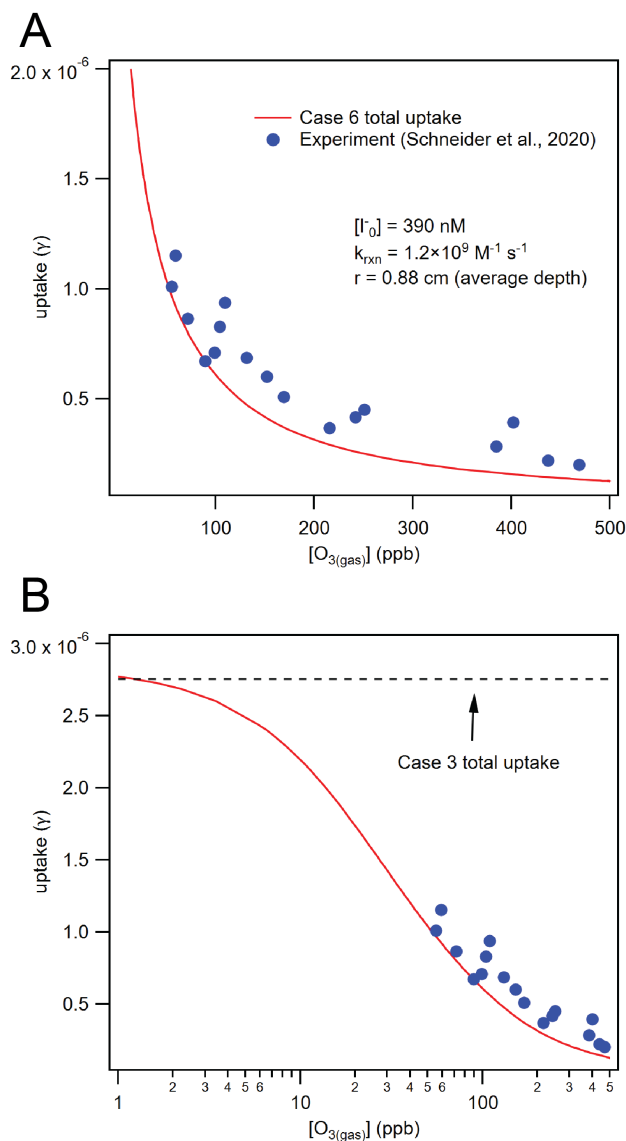 A
2.0 x 10⁻⁶
1.5
1.0
0.5
uptake (γ)
Case 6 total uptake
Experiment (Schneider et al., 2020)
[I⁻₀] = 390 nM
kᵣₓₙ = 1.2×10⁹ M⁻¹ s⁻¹
r = 0.88 cm (average depth)
100 200 300 400 500
[O₃(gas)] (ppb)
B
3.0 x 10⁻⁶
2.5
2.0
1.5
1.0
0.5
uptake (γ)
Case 3 total uptake
1 2 3 4 5 6 10 2 3 4 5 6 100 2 3 4 5
[O₃(gas)] (ppb)